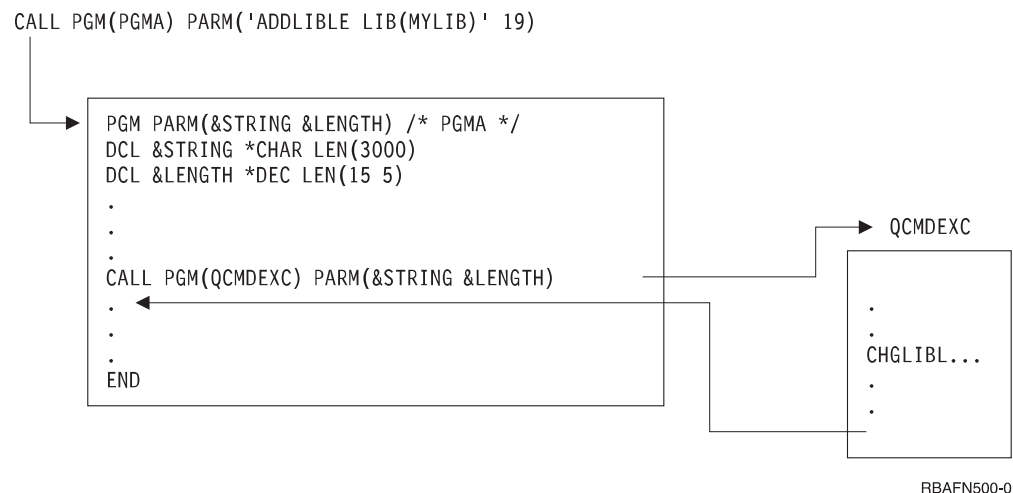 CALL PGM(PGMA) PARM('ADDLIBLE LIB(MYLIB)' 19)
PGM PARM(&STRING &LENGTH) /* PGMA */
DCL &STRING *CHAR LEN(3000)
DCL &LENGTH *DEC LEN(15 5)
.
.
.
CALL PGM(QCMDEXC) PARM(&STRING &LENGTH)
.
.
.
END
QCMDEXC
.
.
CHGLIBL...
.
.
RBAFN500-0